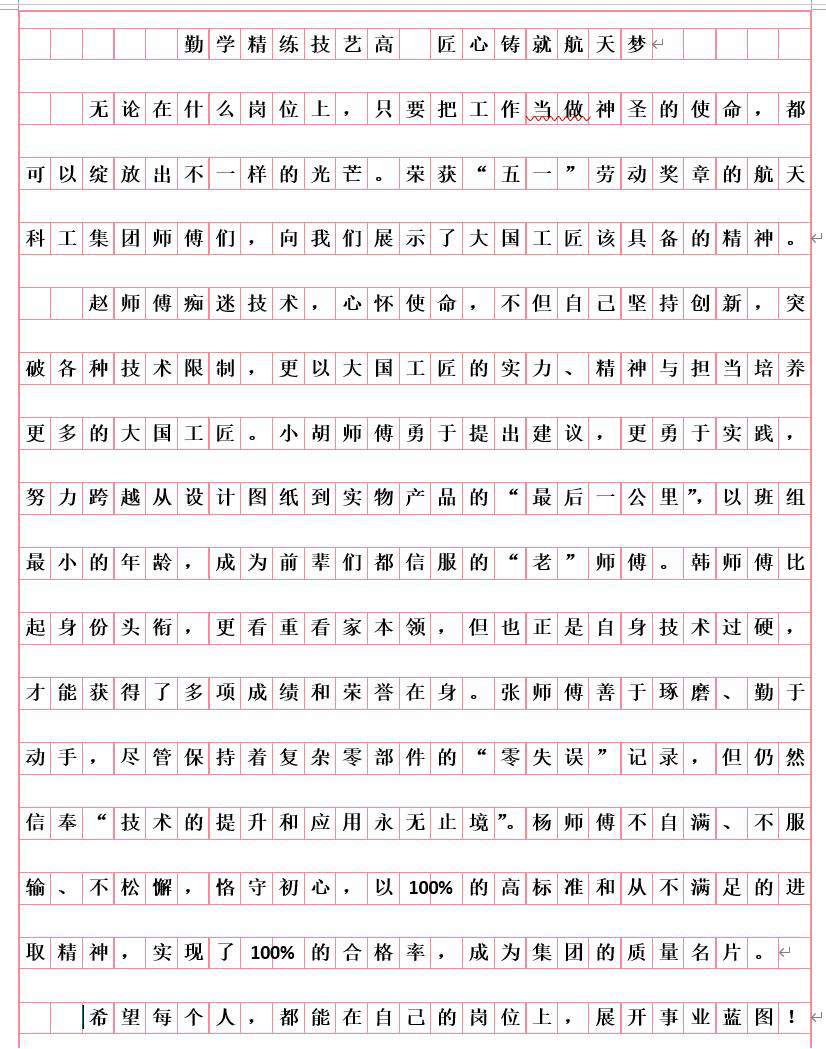 勤学精练技艺高 匠心铸就航天梦
无论在什么岗位上，只要把工作当做神圣的使命，都
可以绽放出不一样的光芒。荣获“五一”劳动奖章的航天
科工集团师傅们，向我们展示了大国工匠该具备的精神。
赵师傅痴迷技术，心怀使命，不但自己坚持创新，突
破各种技术限制，更以大国工匠的实力、精神与担当培养
更多的大国工匠。小胡师傅勇于提出建议，更勇于实践，
努力跨越从设计图纸到实物产品的“最后一公里”，以班组
最小的年龄，成为前辈们都信服的“老”师傅。韩师傅比
起身份头衔，更看重看家本领，但也正是自身技术过硬，
才能获得了多项成绩和荣誉在身。张师傅善于琢磨、勤于
动手，尽管保持着复杂零部件的“零失误”记录，但仍然
信奉“技术的提升和应用永无止境”。杨师傅不自满、不服
输、不松懈，恪守初心，以100%的高标准和从不满足的进
取精神，实现了100%的合格率，成为集团的质量名片。
希望每个人，都能在自己的岗位上，展开事业蓝图！